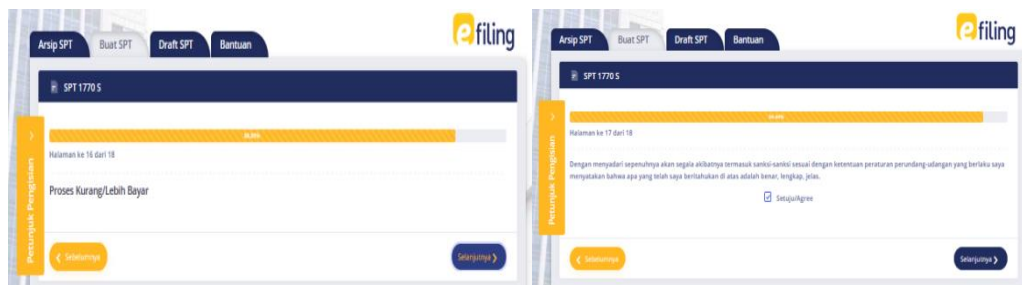 Arsip SPT
Buat SPT
Draft SPT
Bantuan
e filing
SPT 1770 S
Halaman ke 16 dari 18
Proses Kurang/Lebih Bayar
Petunjuk Pengisian
Sebelumnya
Selanjutnya
Arsip SPT
Buat SPT
Draft SPT
Bantuan
e filing
SPT 1770 S
Halaman ke 17 dari 18
Dengan menyadari sepenuhnya akan segala akibatnya termasuk sanksi-sanksi sesuai dengan ketentuan peraturan perundang-udangan yang berlaku saya
menyatakan bahwa apa yang telah saya beritahukan di atas adalah benar, lengkap, jelas.
Setuju/Agree
Petunjuk Pengisian
Sebelumnya
Selanjutnya